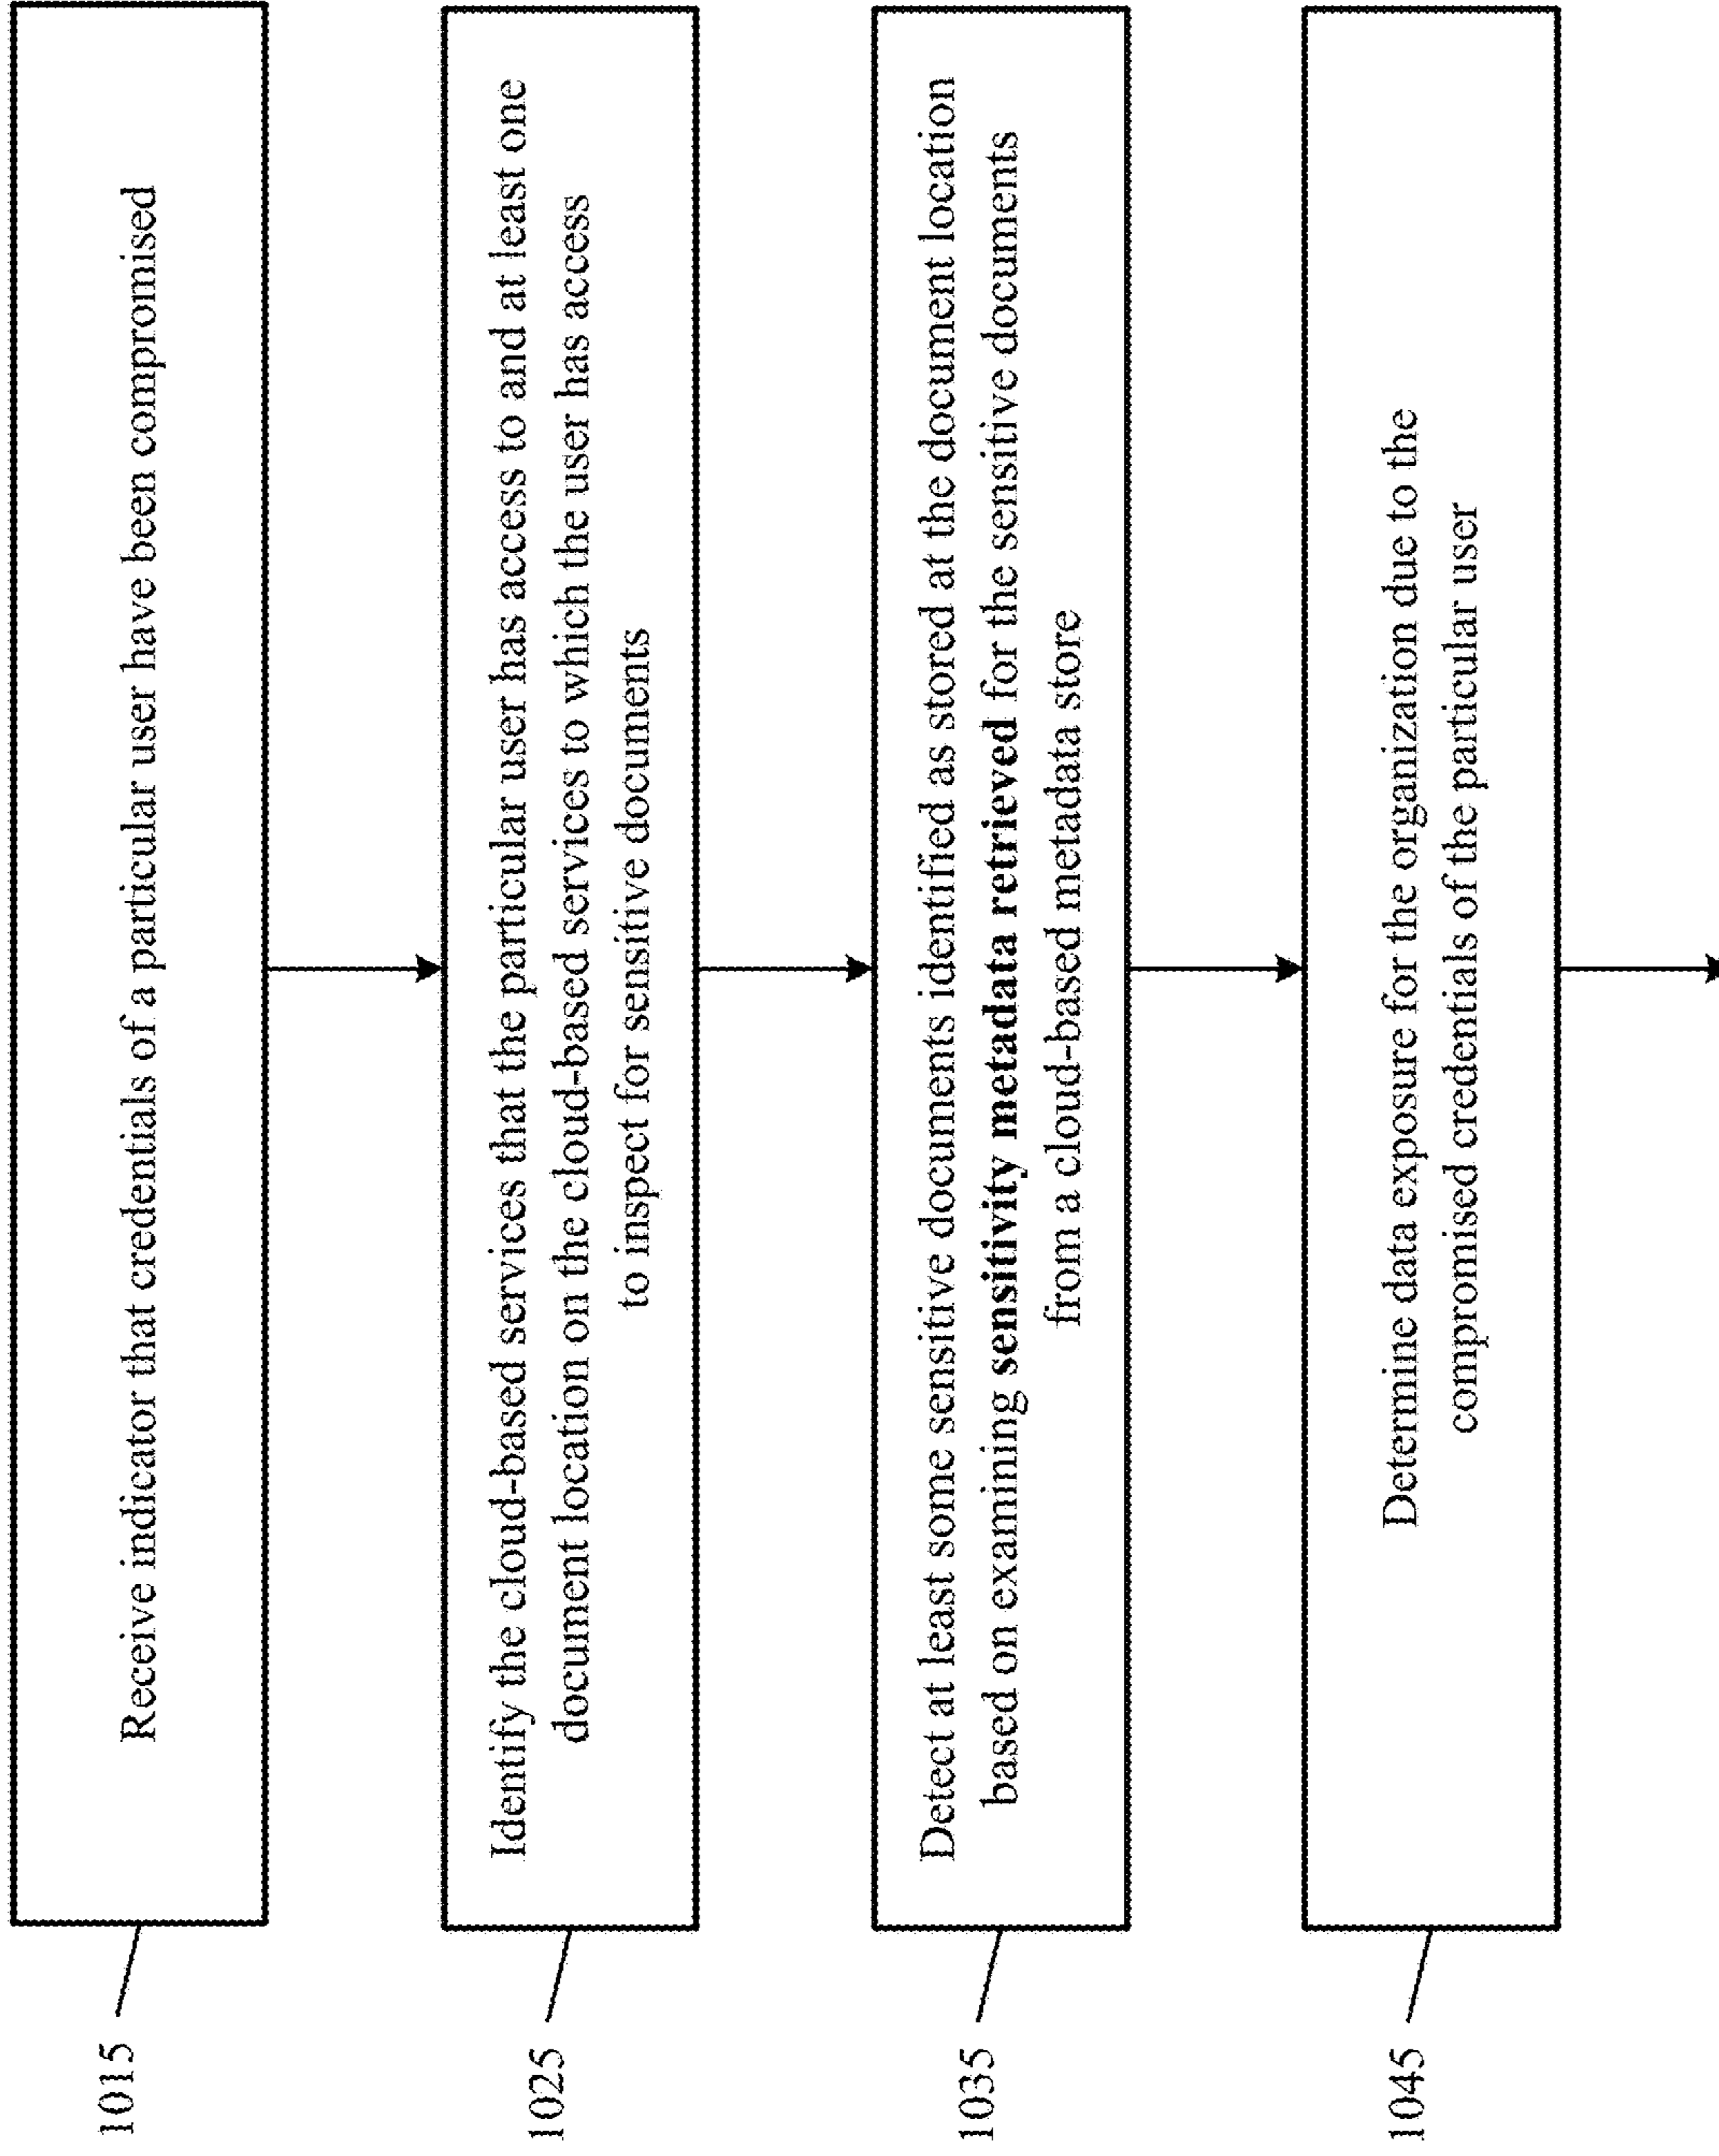 1015
Receive indicator that credentials of a particular user have been compromised
1025
Identify the cloud-based services that the particular user has access to and at least one
document location on the cloud-based services to which the user has access
to inspect for sensitive documents
1035
Detect at least some sensitive documents identified as stored at the document location
based on examining sensitivity metadata retrieved for the sensitive documents
from a cloud-based metadata store
1045
Determine data exposure for the organization due to the
compromised credentials of the particular user